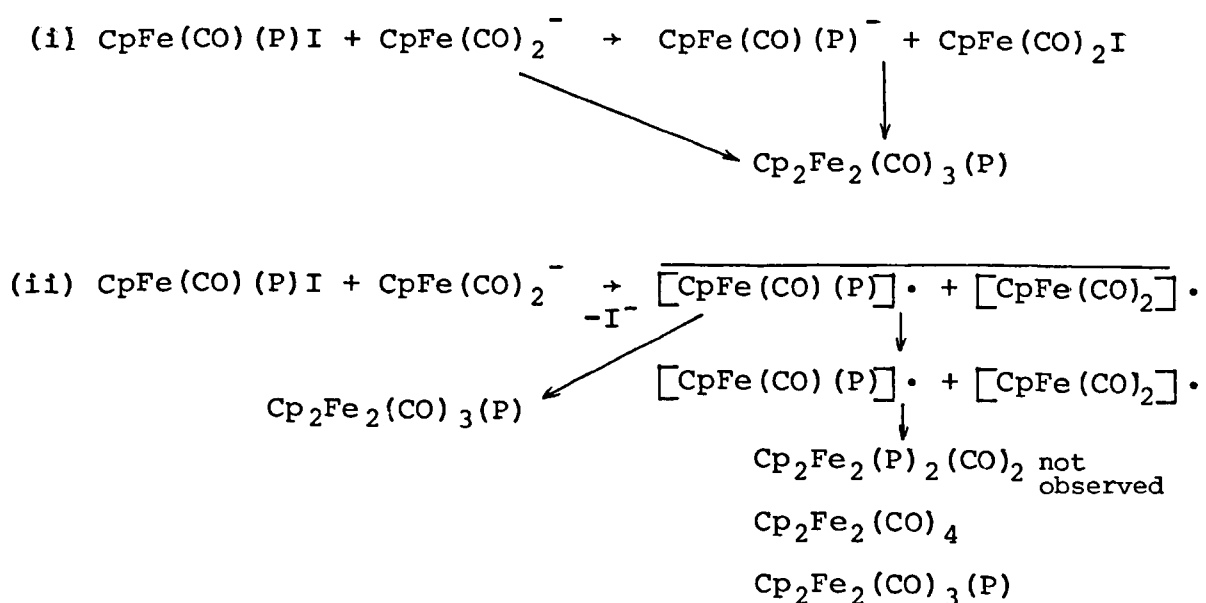 (i) CpFe(CO)(P)I + CpFe(CO)₂⁻ → CpFe(CO)(P)⁻ + CpFe(CO)₂I
Cp₂Fe₂(CO)₃(P)
(ii) CpFe(CO)(P)I + CpFe(CO)₂⁻ → [CpFe(CO)(P)]• + [CpFe(CO)₂]•
-I⁻
[CpFe(CO)(P)]• + [CpFe(CO)₂]•
Cp₂Fe₂(CO)₃(P)
Cp₂Fe₂(P)₂(CO)₂ not
observed
Cp₂Fe₂(CO)₄
Cp₂Fe₂(CO)₃(P)